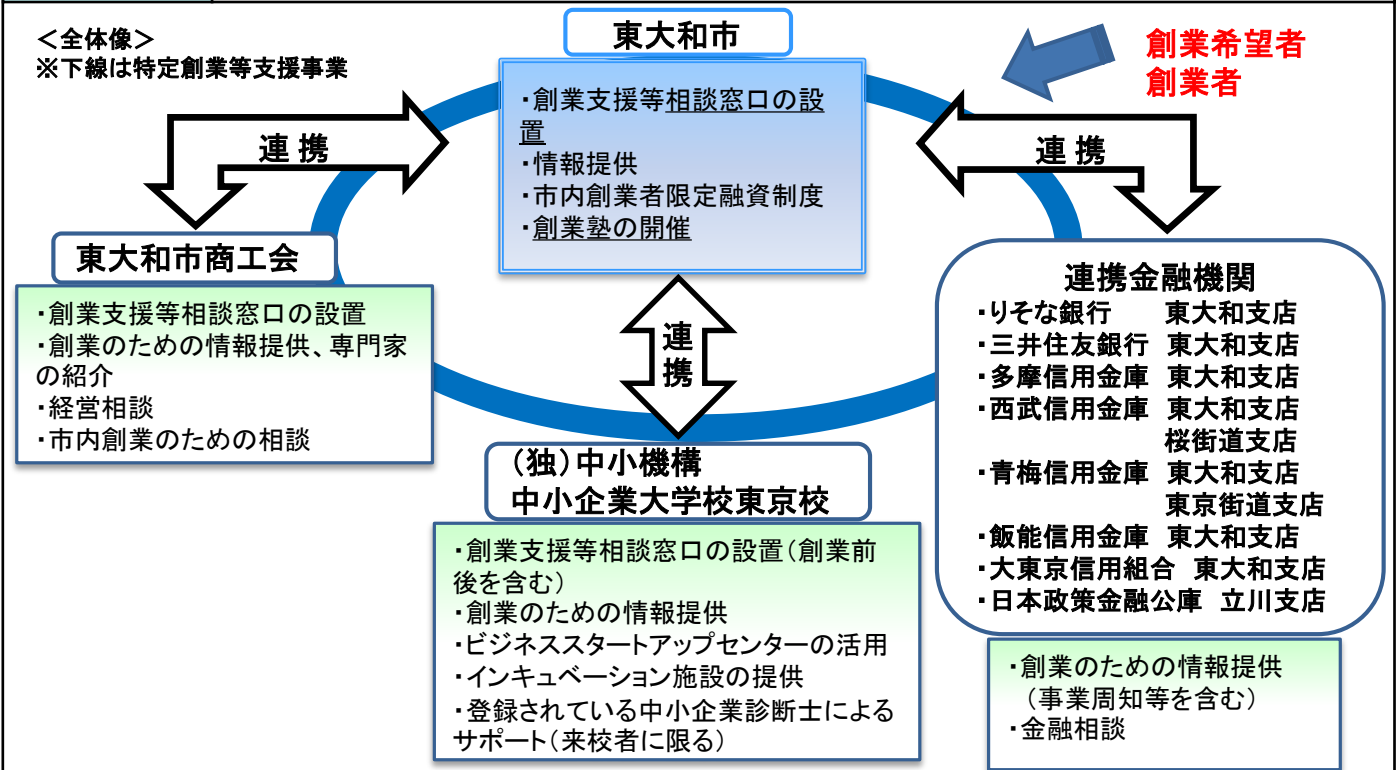 <全体像>
※下線は特定創業等支援事業
東大和市
創業希望者
創業者
・創業支援等相談窓口の設
置
・情報提供
・市内創業者限定融資制度
・創業塾の開催
連 携
連 携
連
携
東大和市商工会
・創業支援等相談窓口の設置
・創業のための情報提供、専門家
の紹介
・経営相談
・市内創業のための相談
(独)中小機構
中小企業大学校東京校
・創業支援等相談窓口の設置(創業前
後を含む)
・創業のための情報提供
・ビジネススタートアップセンターの活用
・インキュベーション施設の提供
・登録されている中小企業診断士による
サポート(来校者に限る)
連携金融機関
・りそな銀行 東大和支店
・三井住友銀行 東大和支店
・多摩信用金庫 東大和支店
・西武信用金庫 東大和支店
桜街道支店
・青梅信用金庫 東大和支店
東京街道支店
・飯能信用金庫 東大和支店
・大東京信用組合 東大和支店
・日本政策金融公庫 立川支店
・創業のための情報提供
(事業周知等を含む)
・金融相談